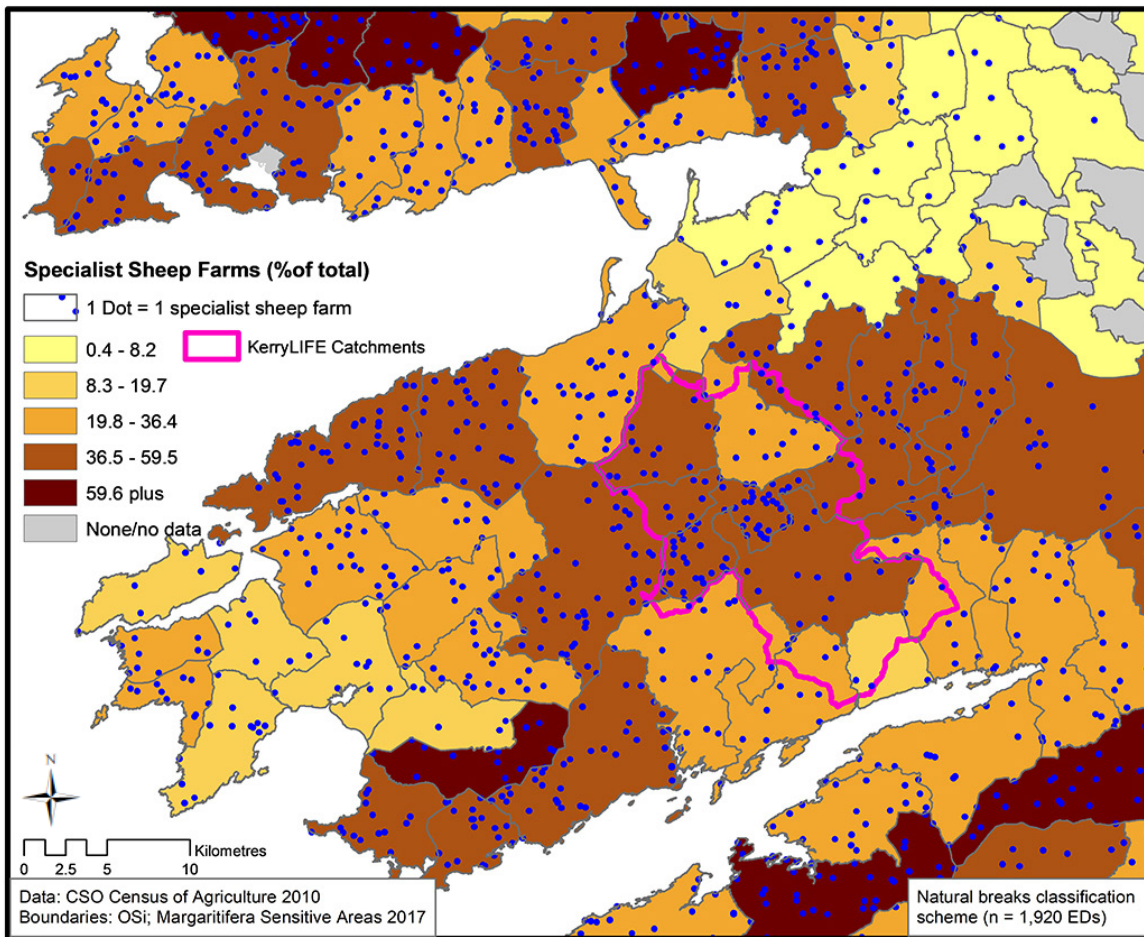 Specialist Sheep Farms (%of total)
1 Dot = 1 specialist sheep farm
0.4 - 8.2
KerryLIFE Catchments
8.3 - 19.7
19.8 - 36.4
36.5 - 59.5
59.6 plus
None/no data
N
Kilometres
0 2.5 5 10
Data: CSO Census of Agriculture 2010
Boundaries: OSi; Margaritifera Sensitive Areas 2017
Natural breaks classification
scheme (n = 1,920 EDs)